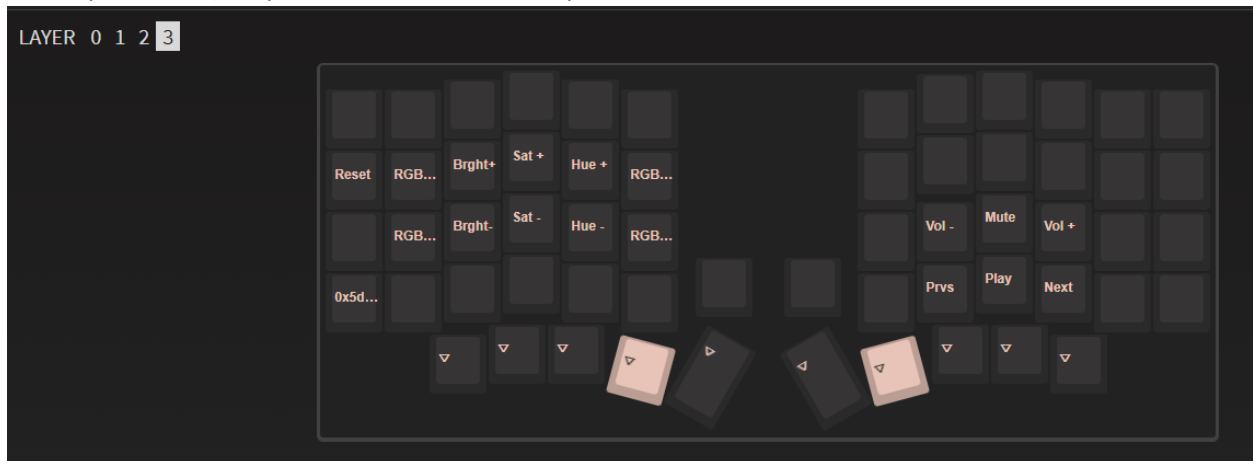 LAYER 0 1 2 3
Reset RGB... Brght+ Sat + Hue + RGB...
RGB... Brght- Sat - Hue - RGB... Vol - Mute Vol +
0x5d... Prvs Play Next
▽ ▽ ▽ ▽ ▽ ▽ ▽ ▽ ▽ ▽